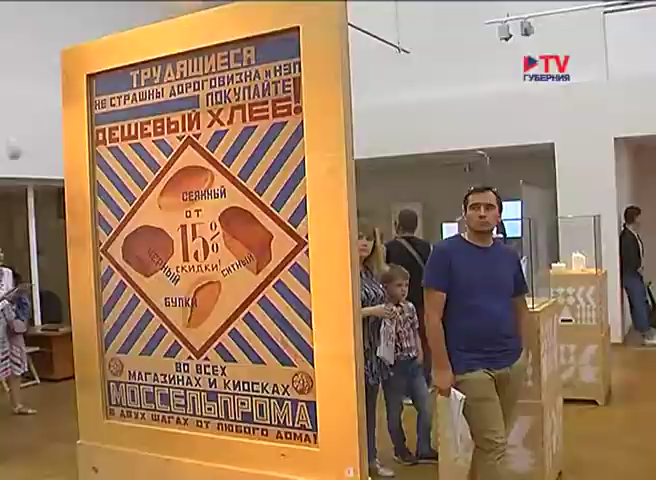 TV
ГУБЕРНИЯ
ТРУДЯЩИЕСЯ
НЕ СТРАШНЫ ДОРОГОВИЗНА И НЭП
ПОКУПАЙТЕ
ДЕШЕВЫЙ ХЛЕБ!
СЕЯННЫЙ
ОТ
15%
СКИДКИ
ЧЕРНЫЙ
СИТНЫЙ
БУЛКИ
ВО ВСЕХ
МАГАЗИНАХ И КИОСКАХ
МОССЕЛЬПРОМА
В ДВУХ ШАГАХ ОТ ЛЮБОГО ДОМА!